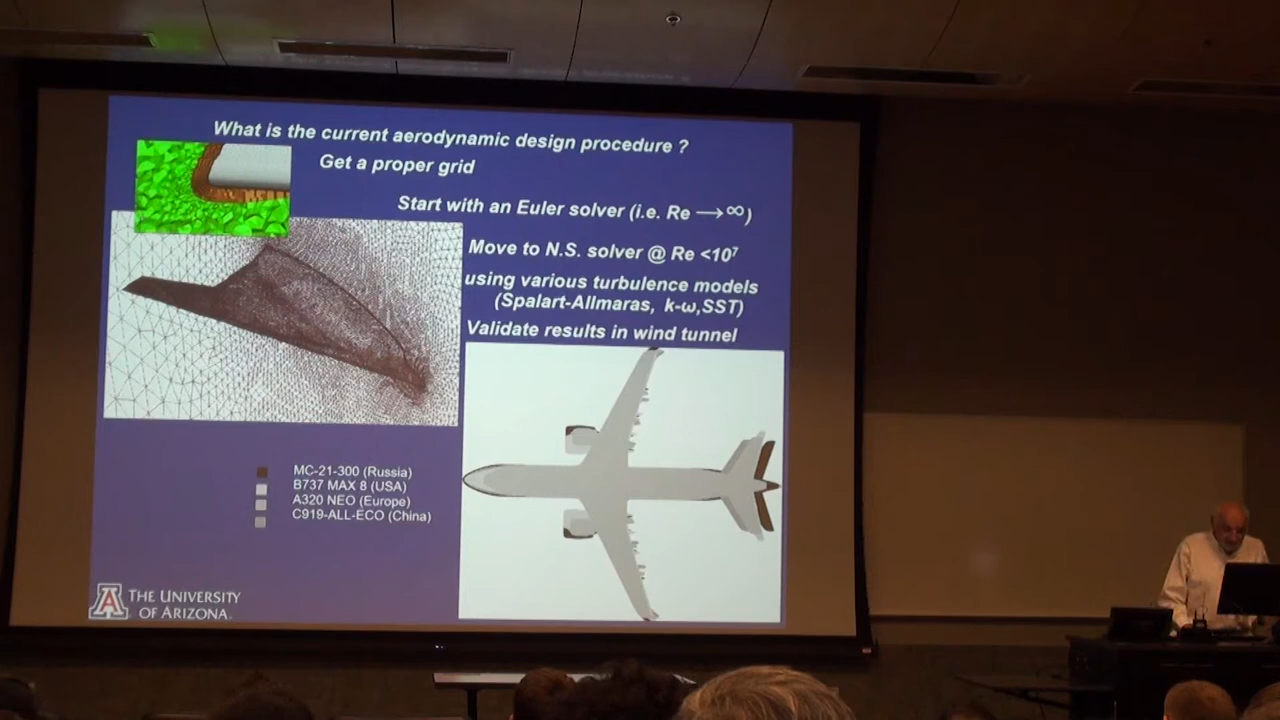 What is the current aerodynamic design procedure ?
Get a proper grid
Start with an Euler solver (i.e. Re ⟶∞)
Move to N.S. solver @ Re <10⁷
using various turbulence models
(Spalart-Allmaras, k-ω,SST)
Validate results in wind tunnel
MC-21-300 (Russia)
B737 MAX 8 (USA)
A320 NEO (Europe)
C919-ALL-ECO (China)
A
THE UNIVERSITY
OF ARIZONA